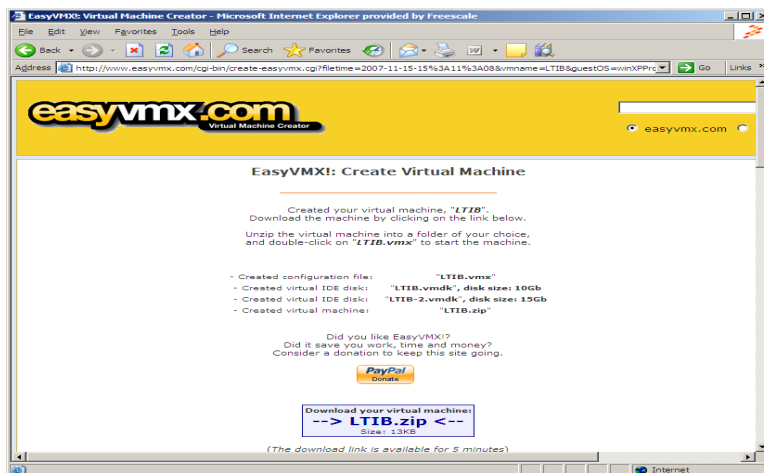 EasyVMX!: Virtual Machine Creator - Microsoft Internet Explorer provided by Freescale
File Edit View Favorites Tools Help
Back Search Favorites
Address http://www.easyvmx.com/cgi-bin/create-easyvmx.cgi?filetime=2007-11-15-15%3A11%3A08&vmname=LTIB&guestOS=winXPPro Go Links
easyvmx.com
Virtual Machine Creator
easyvmx.com
EasyVMX!: Create Virtual Machine
Created your virtual machine, "LTIB".
Download the machine by clicking on the link below.
Unzip the virtual machine into a folder of your choice,
and double-click on "LTIB.vmx" to start the machine.
- Created configuration file: "LTIB.vmx"
- Created virtual IDE disk: "LTIB.vmdk", disk size: 10Gb
- Created virtual IDE disk: "LTIB-2.vmdk", disk size: 15Gb
- Created virtual machine: "LTIB.zip"
Did you like EasyVMX!?
Did it save you work, time and money?
Consider a donation to keep this site going.
PayPal
Donate
Download your virtual machine:
--> LTIB.zip <--
Size: 13KB
(The download link is available for 5 minutes)
Internet